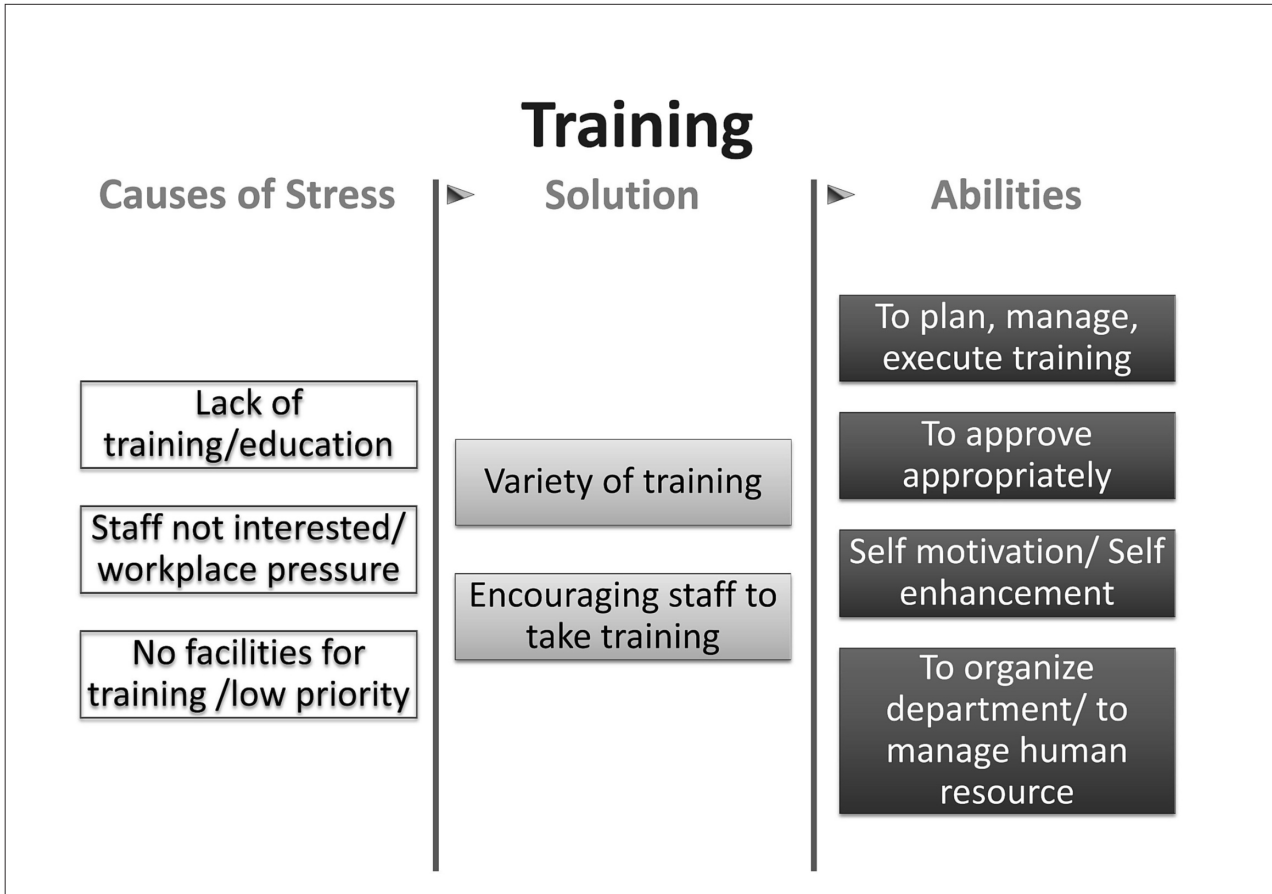 Training
Causes of Stress
Lack of
training/education
Staff not interested/
workplace pressure
No facilities for
training /low priority
Solution
Variety of training
Encouraging staff to
take training
Abilities
To plan, manage,
execute training
To approve
appropriately
Self motivation/ Self
enhancement
To organize
department/ to
manage human
resource